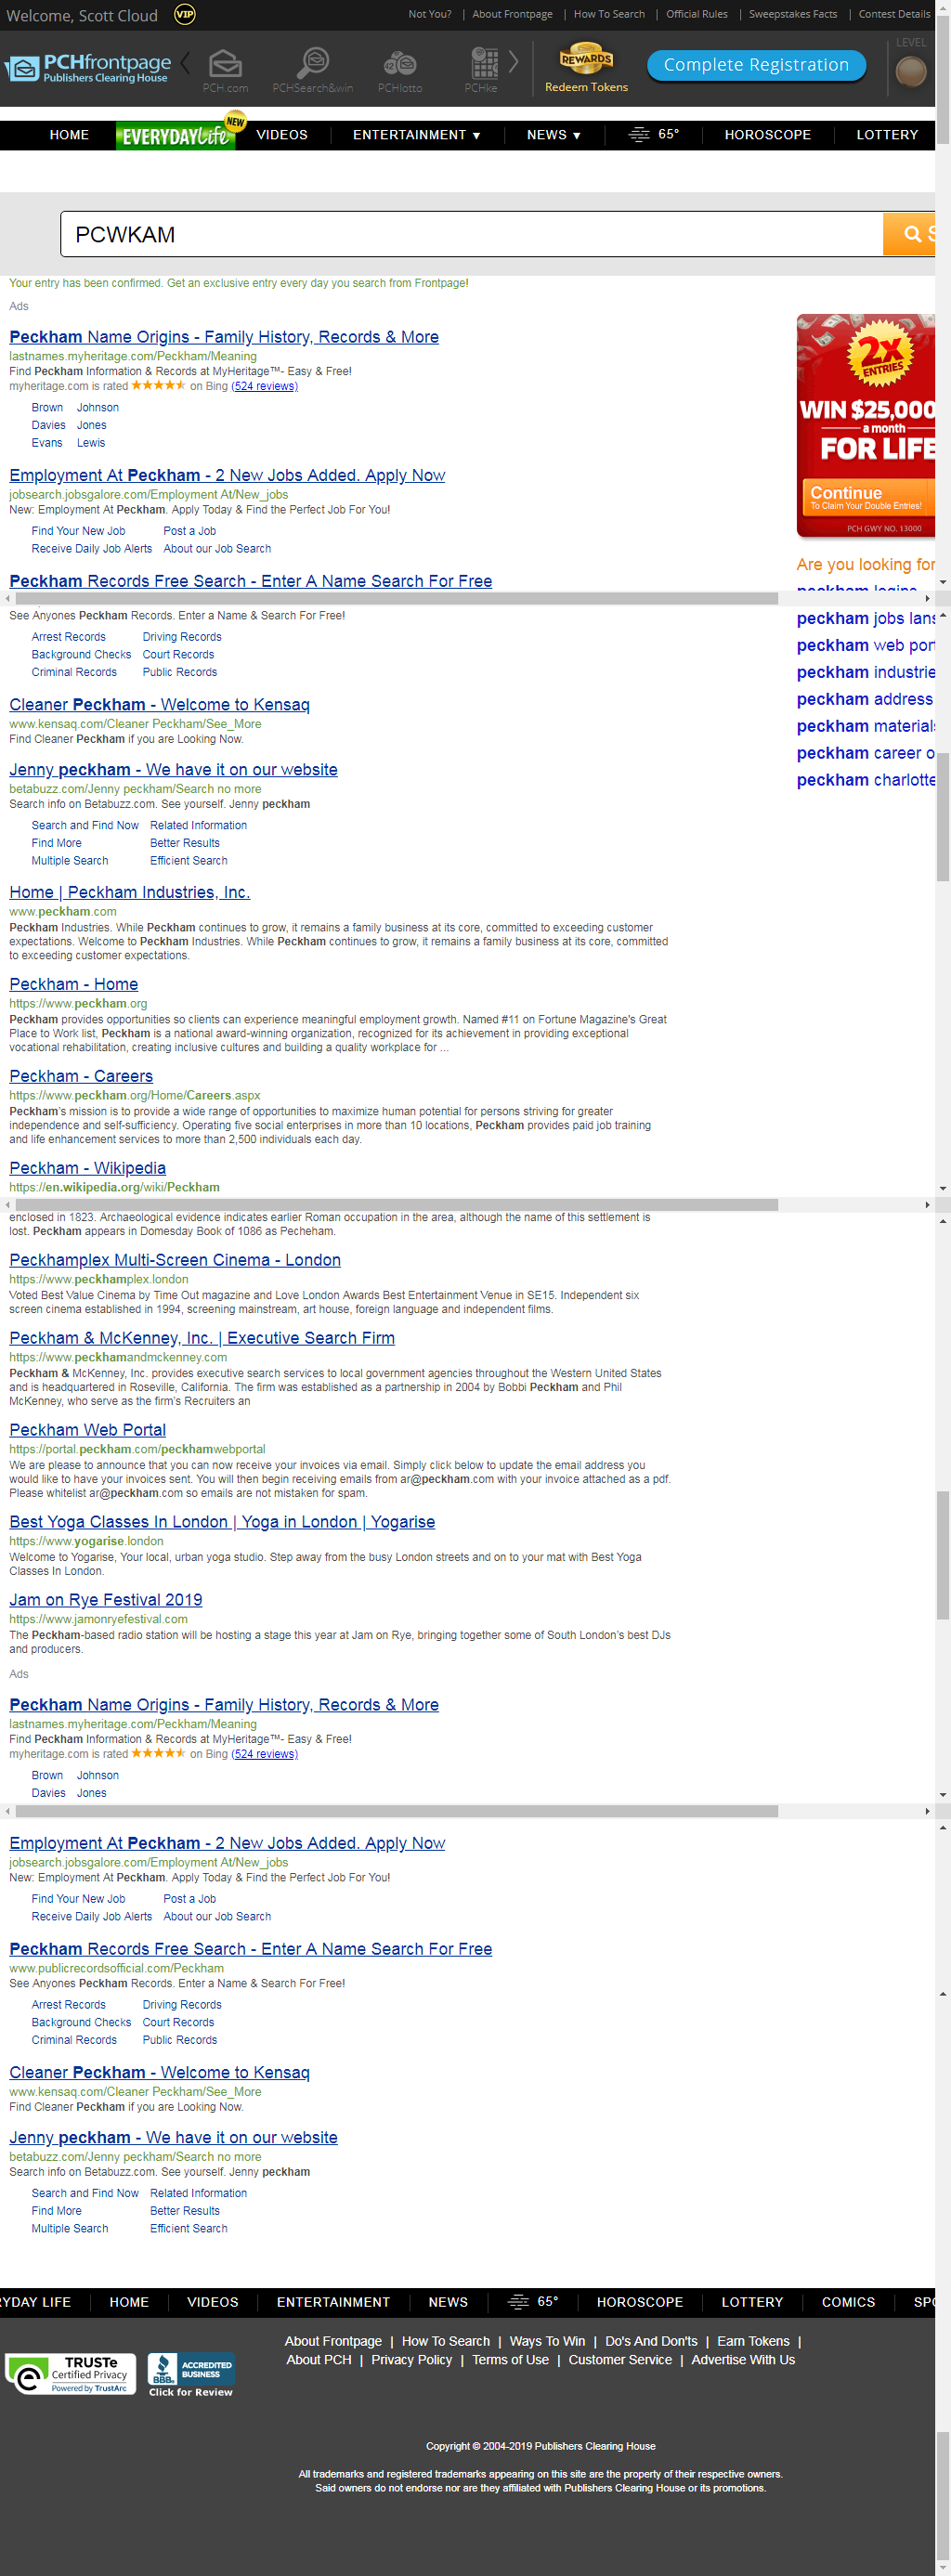 Welcome, Scott Cloud VIP
Not You? | About Frontpage | How To Search | Official Rules | Sweepstakes Facts | Contest Details
PCHfrontpage
Publishers Clearing House
PCH.com PCHSearch&win PCHlotto PCHke
REWARDS
Redeem Tokens
Complete Registration
LEVEL
NEW
HOME EVERYDAY Life VIDEOS ENTERTAINMENT ▼ NEWS ▼ 65° HOROSCOPE LOTTERY
PCWKAM
S
Your entry has been confirmed. Get an exclusive entry every day you search from Frontpage!
Ads
Peckham Name Origins - Family History, Records & More
lastnames.myheritage.com/Peckham/Meaning
Find Peckham Information & Records at MyHeritage™- Easy & Free!
myheritage.com is rated ★★★★★ on Bing (524 reviews)
Brown Johnson
Davies Jones
Evans Lewis
Employment At Peckham - 2 New Jobs Added. Apply Now
jobsearch.jobsgalore.com/Employment At/New_jobs
New: Employment At Peckham. Apply Today & Find the Perfect Job For You!
Find Your New Job Post a Job
Receive Daily Job Alerts About our Job Search
Peckham Records Free Search - Enter A Name Search For Free
2X
ENTRIES
WIN $25,000
a month
FOR LIFE
Continue
To Claim Your Double Entries!
PCH GWY NO. 13000
Are you looking for
peckham logins
See Anyones Peckham Records. Enter a Name & Search For Free!
Arrest Records Driving Records
Background Checks Court Records
Criminal Records Public Records
Cleaner Peckham - Welcome to Kensaq
www.kensaq.com/Cleaner Peckham/See_More
Find Cleaner Peckham if you are Looking Now.
Jenny peckham - We have it on our website
betabuzz.com/Jenny peckham/Search no more
Search info on Betabuzz.com. See yourself. Jenny peckham
Search and Find Now Related Information
Find More Better Results
Multiple Search Efficient Search
peckham jobs lans
peckham web port
peckham industrie
peckham address
peckham materials
peckham career o
peckham charlotte
Home | Peckham Industries, Inc.
www.peckham.com
Peckham Industries. While Peckham continues to grow, it remains a family business at its core, committed to exceeding customer
expectations. Welcome to Peckham Industries. While Peckham continues to grow, it remains a family business at its core, committed
to exceeding customer expectations.
Peckham - Home
https://www.peckham.org
Peckham provides opportunities so clients can experience meaningful employment growth. Named #11 on Fortune Magazine's Great
Place to Work list, Peckham is a national award-winning organization, recognized for its achievement in providing exceptional
vocational rehabilitation, creating inclusive cultures and building a quality workplace for ...
Peckham - Careers
https://www.peckham.org/Home/Careers.aspx
Peckham's mission is to provide a wide range of opportunities to maximize human potential for persons striving for greater
independence and self-sufficiency. Operating five social enterprises in more than 10 locations, Peckham provides paid job training
and life enhancement services to more than 2,500 individuals each day.
Peckham - Wikipedia
https://en.wikipedia.org/wiki/Peckham
enclosed in 1823. Archaeological evidence indicates earlier Roman occupation in the area, although the name of this settlement is
lost. Peckham appears in Domesday Book of 1086 as Pecheham.
Peckhamplex Multi-Screen Cinema - London
https://www.peckhamplex.london
Voted Best Value Cinema by Time Out magazine and Love London Awards Best Entertainment Venue in SE15. Independent six
screen cinema established in 1994, screening mainstream, art house, foreign language and independent films.
Peckham & McKenney, Inc. | Executive Search Firm
https://www.peckhamandmckenney.com
Peckham & McKenney, Inc. provides executive search services to local government agencies throughout the Western United States
and is headquartered in Roseville, California. The firm was established as a partnership in 2004 by Bobbi Peckham and Phil
McKenney, who serve as the firm's Recruiters an
Peckham Web Portal
https://portal.peckham.com/peckhamwebportal
We are please to announce that you can now receive your invoices via email. Simply click below to update the email address you
would like to have your invoices sent. You will then begin receiving emails from ar@peckham.com with your invoice attached as a pdf.
Please whitelist ar@peckham.com so emails are not mistaken for spam.
Best Yoga Classes In London | Yoga in London | Yogarise
https://www.yogarise.london
Welcome to Yogarise, Your local, urban yoga studio. Step away from the busy London streets and on to your mat with Best Yoga
Classes In London.
Jam on Rye Festival 2019
https://www.jamonryefestival.com
The Peckham-based radio station will be hosting a stage this year at Jam on Rye, bringing together some of South London's best DJs
and producers.
Ads
Peckham Name Origins - Family History, Records & More
lastnames.myheritage.com/Peckham/Meaning
Find Peckham Information & Records at MyHeritage™- Easy & Free!
myheritage.com is rated ★★★★★ on Bing (524 reviews)
Brown Johnson
Davies Jones
Employment At Peckham - 2 New Jobs Added. Apply Now
jobsearch.jobsgalore.com/Employment At/New_jobs
New: Employment At Peckham. Apply Today & Find the Perfect Job For You!
Find Your New Job Post a Job
Receive Daily Job Alerts About our Job Search
Peckham Records Free Search - Enter A Name Search For Free
www.publicrecordsofficial.com/Peckham
See Anyones Peckham Records. Enter a Name & Search For Free!
Arrest Records Driving Records
Background Checks Court Records
Criminal Records Public Records
Cleaner Peckham - Welcome to Kensaq
www.kensaq.com/Cleaner Peckham/See_More
Find Cleaner Peckham if you are Looking Now.
Jenny peckham - We have it on our website
betabuzz.com/Jenny peckham/Search no more
Search info on Betabuzz.com. See yourself. Jenny peckham
Search and Find Now Related Information
Find More Better Results
Multiple Search Efficient Search
RYDAY LIFE HOME VIDEOS ENTERTAINMENT NEWS 65° HOROSCOPE LOTTERY COMICS SPO
About Frontpage | How To Search | Ways To Win | Do's And Don'ts | Earn Tokens |
About PCH | Privacy Policy | Terms of Use | Customer Service | Advertise With Us
TRUSTe
Certified Privacy
Powered by TrustArc
BBB
ACCREDITED
BUSINESS
Click for Review
Copyright © 2004-2019 Publishers Clearing House
All trademarks and registered trademarks appearing on this site are the property of their respective owners.
Said owners do not endorse nor are they affiliated with Publishers Clearing House or its promotions.